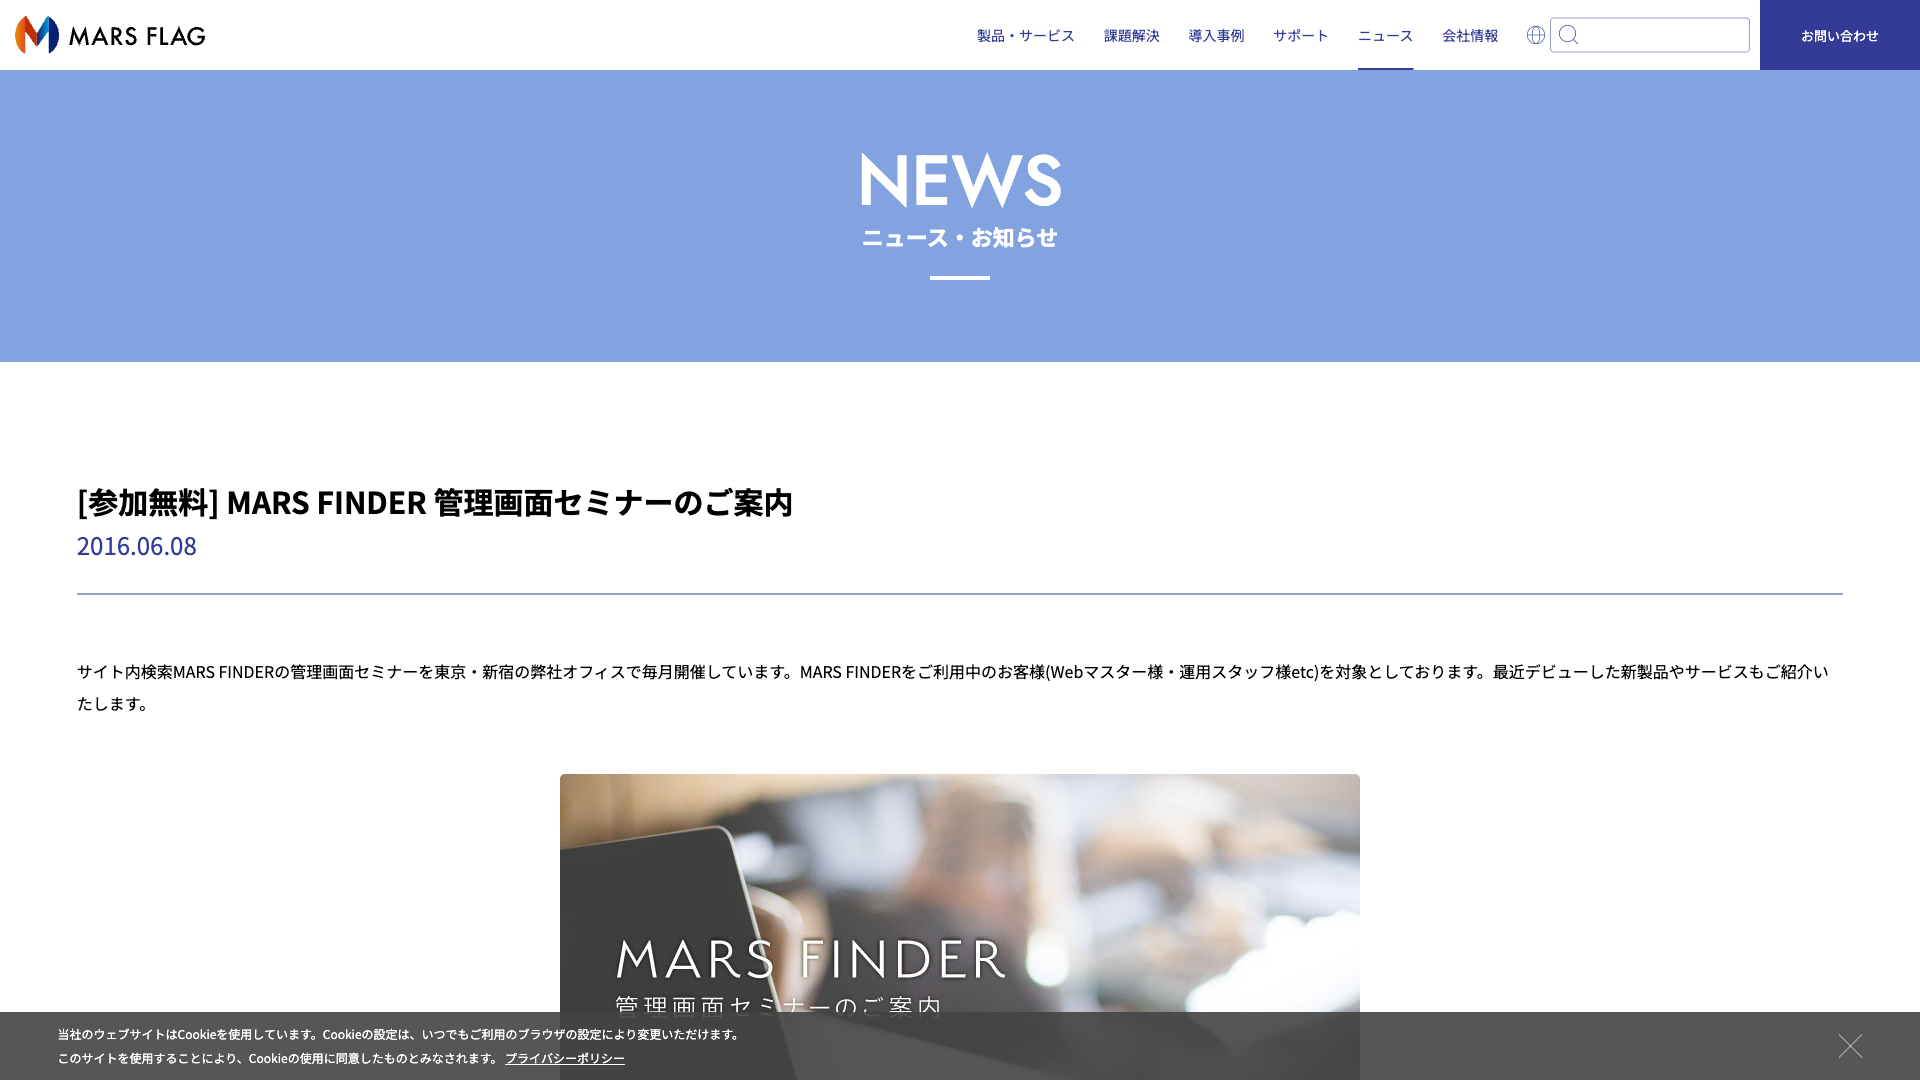 MARS FLAG
製品・サービス
課題解決
導入事例
サポート
ニュース
会社情報
お問い合わせ
NEWS
ニュース・お知らせ
[参加無料] MARS FINDER 管理画面セミナーのご案内
2016.06.08
サイト内検索MARS FINDERの管理画面セミナーを東京・新宿の弊社オフィスで毎月開催しています。MARS FINDERをご利用中のお客様(Webマスター様・運用スタッフ様etc)を対象としております。最近デビューした新製品やサービスもご紹介い
たします。
MARS FINDER
管理画面セミナーのご案内
当社のウェブサイトはCookieを使用しています。Cookieの設定は、いつでもご利用のブラウザの設定により変更いただけます。
このサイトを使用することにより、Cookieの使用に同意したものとみなされます。 プライバシーポリシー